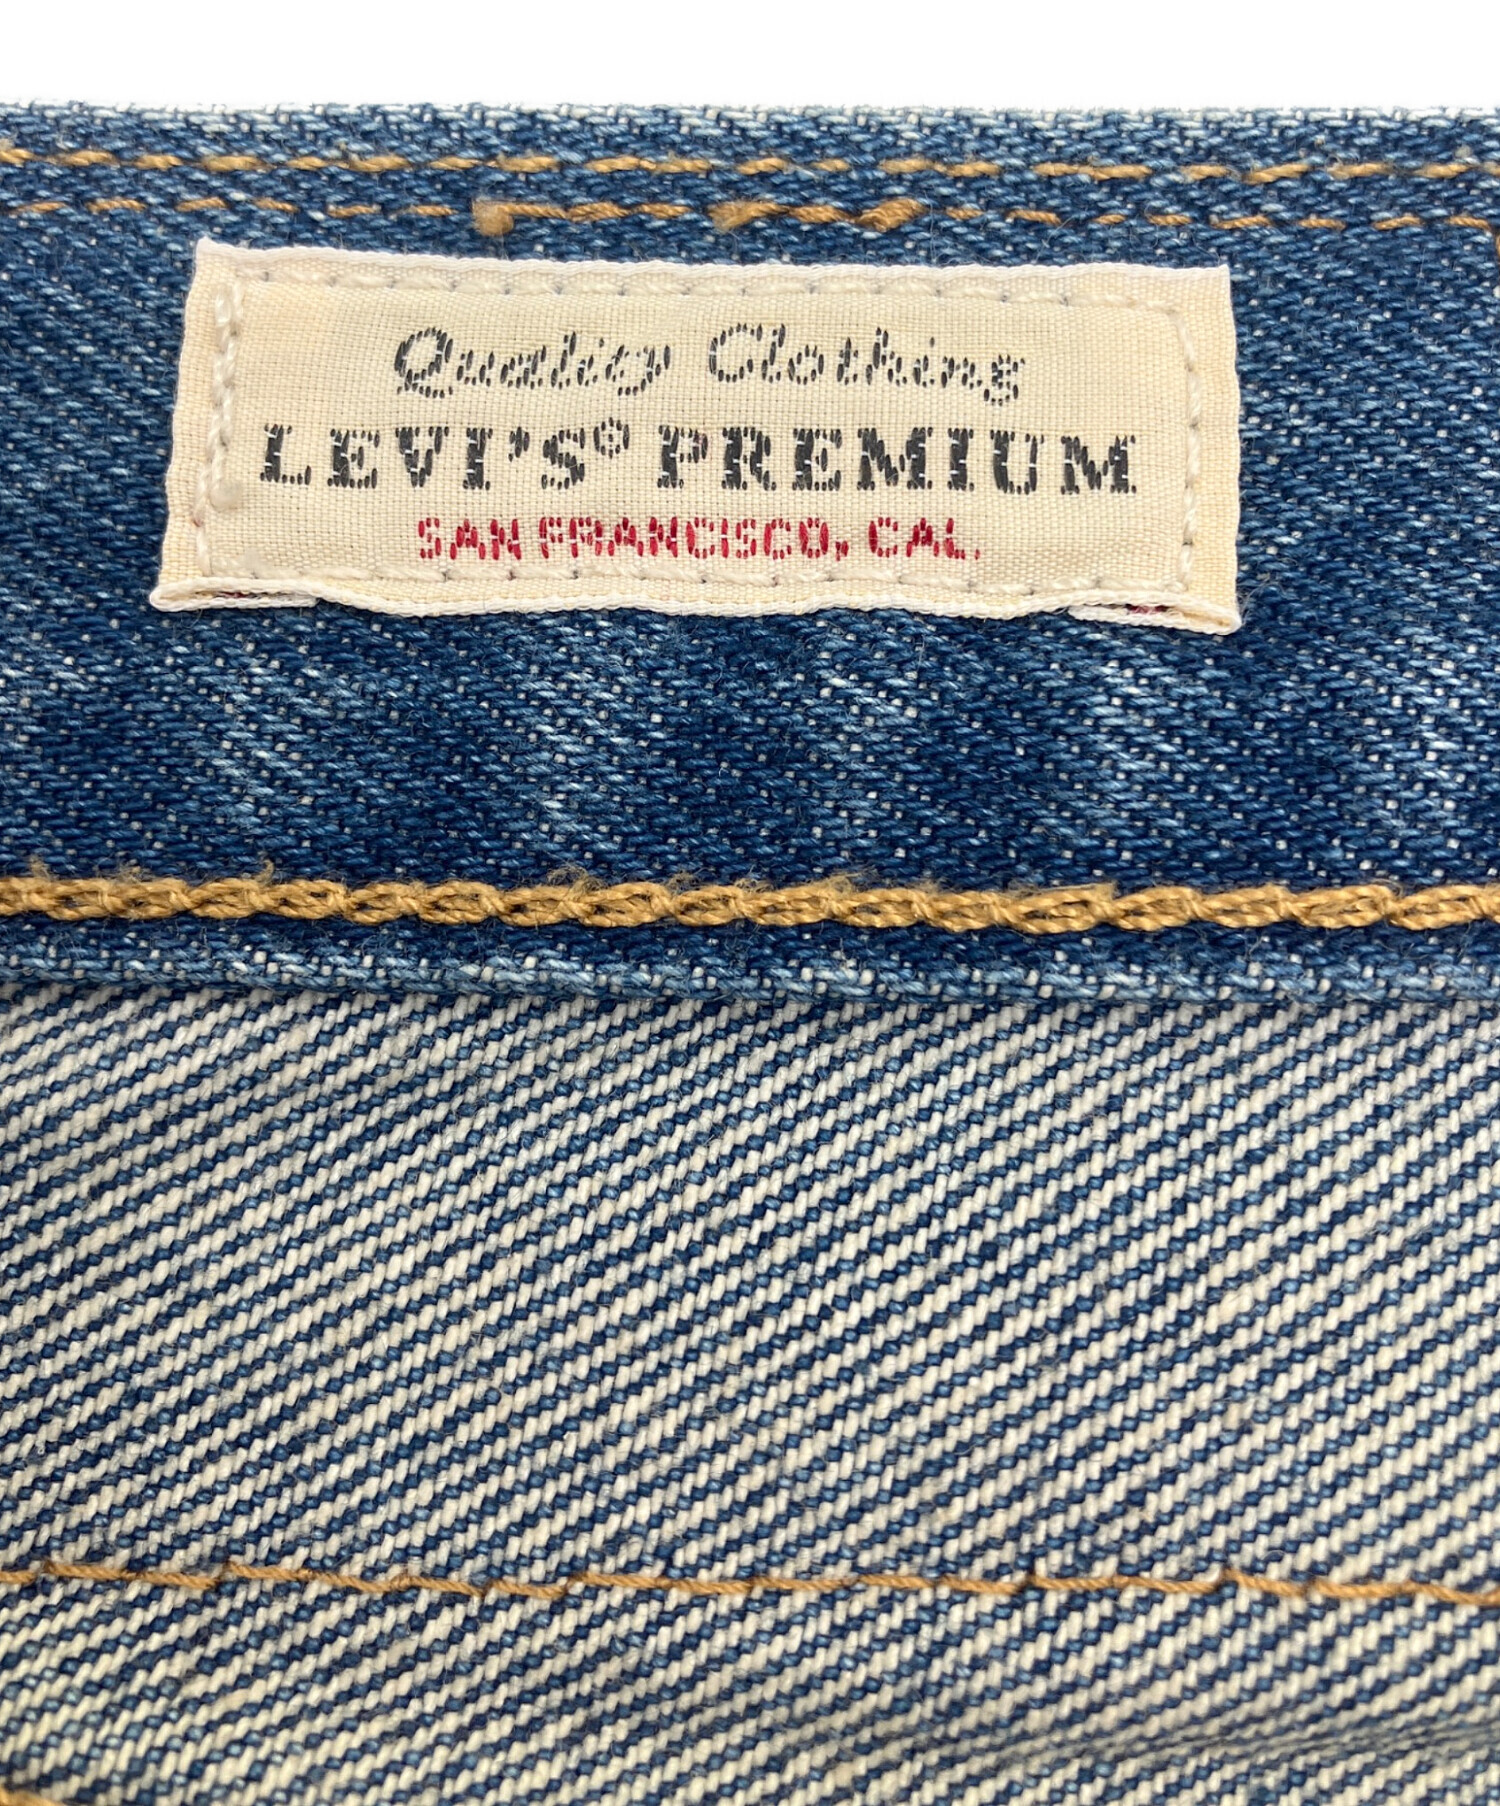 Quality Clothing
LEVI'S® PREMIUM
SAN FRANCISCO, CAL.